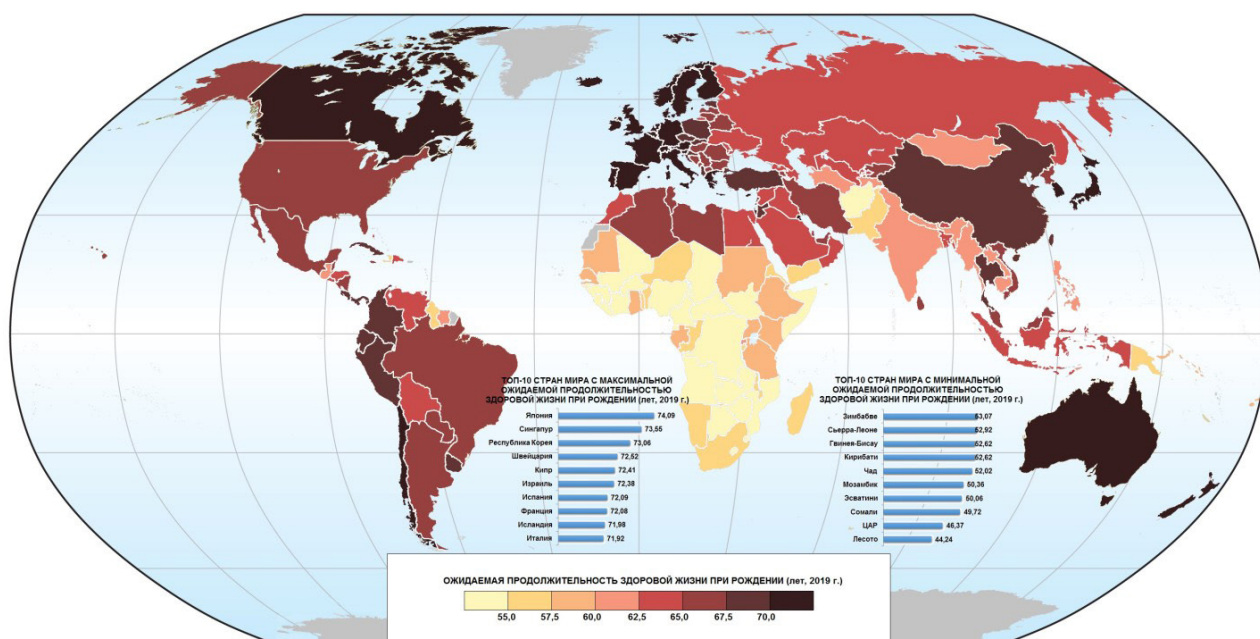 ТОП-10 СТРАН МИРА С МАКСИМАЛЬНОЙ
ОЖИДАЕМОЙ ПРОДОЛЖИТЕЛЬНОСТЬЮ
ЗДОРОВОЙ ЖИЗНИ ПРИ РОЖДЕНИИ (лет, 2019 г.)
Япония 74,09
Сингапур 73,55
Республика Корея 73,06
Швейцария 72,52
Кипр 72,41
Израиль 72,38
Испания 72,09
Франция 72,08
Исландия 71,98
Италия 71,92
ТОП-10 СТРАН МИРА С МИНИМАЛЬНОЙ
ОЖИДАЕМОЙ ПРОДОЛЖИТЕЛЬНОСТЬЮ
ЗДОРОВОЙ ЖИЗНИ ПРИ РОЖДЕНИИ (лет, 2019 г.)
Зимбабве 53,07
Сьерра-Леоне 52,92
Гвинея-Бисау 52,62
Кирибати 52,62
Чад 52,02
Мозамбик 50,36
Эсватини 50,06
Сомали 49,72
ЦАР 46,37
Лесото 44,24
ОЖИДАЕМАЯ ПРОДОЛЖИТЕЛЬНОСТЬ ЗДОРОВОЙ ЖИЗНИ ПРИ РОЖДЕНИИ (лет, 2019 г.)
55,0 57,5 60,0 62,5 65,0 67,5 70,0